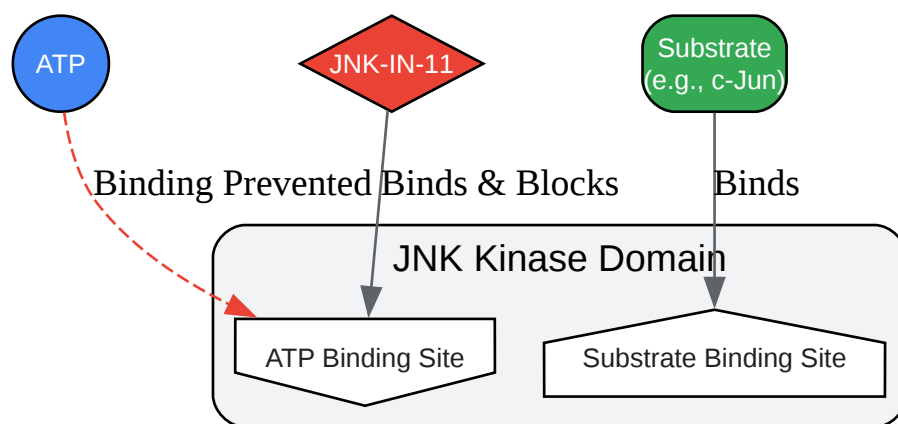 ATP
JNK-IN-11
Substrate
(e.g., c-Jun)
Binding Prevented
Binds & Blocks
Binds
JNK Kinase Domain
ATP Binding Site
Substrate Binding Site